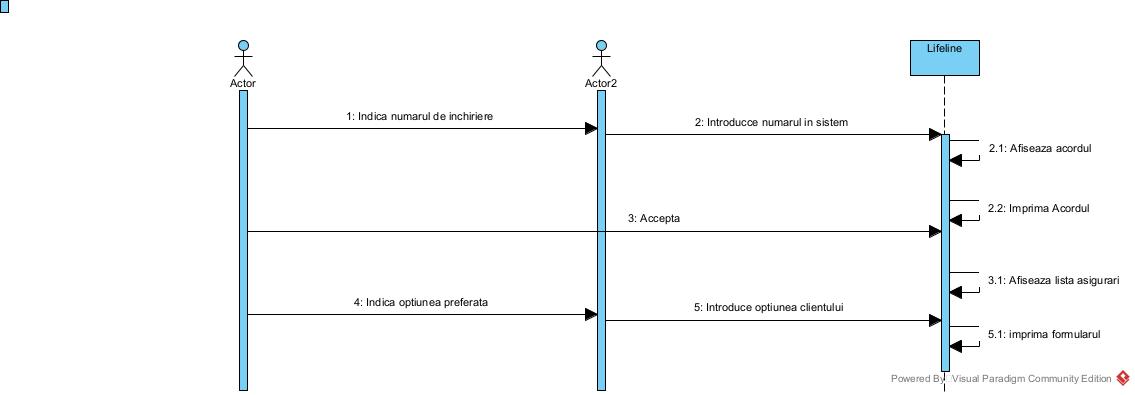 Actor
Actor2
Lifeline
1: Indica numarul de inchiriere
2: Introducce numarul in sistem
2.1: Afiseaza acordul
2.2: Imprima Acordul
3: Accepta
3.1: Afiseaza lista asigurari
4: Indica optiunea preferata
5: Introduce optiunea clientului
5.1: imprima formularul
Powered By Visual Paradigm Community Edition